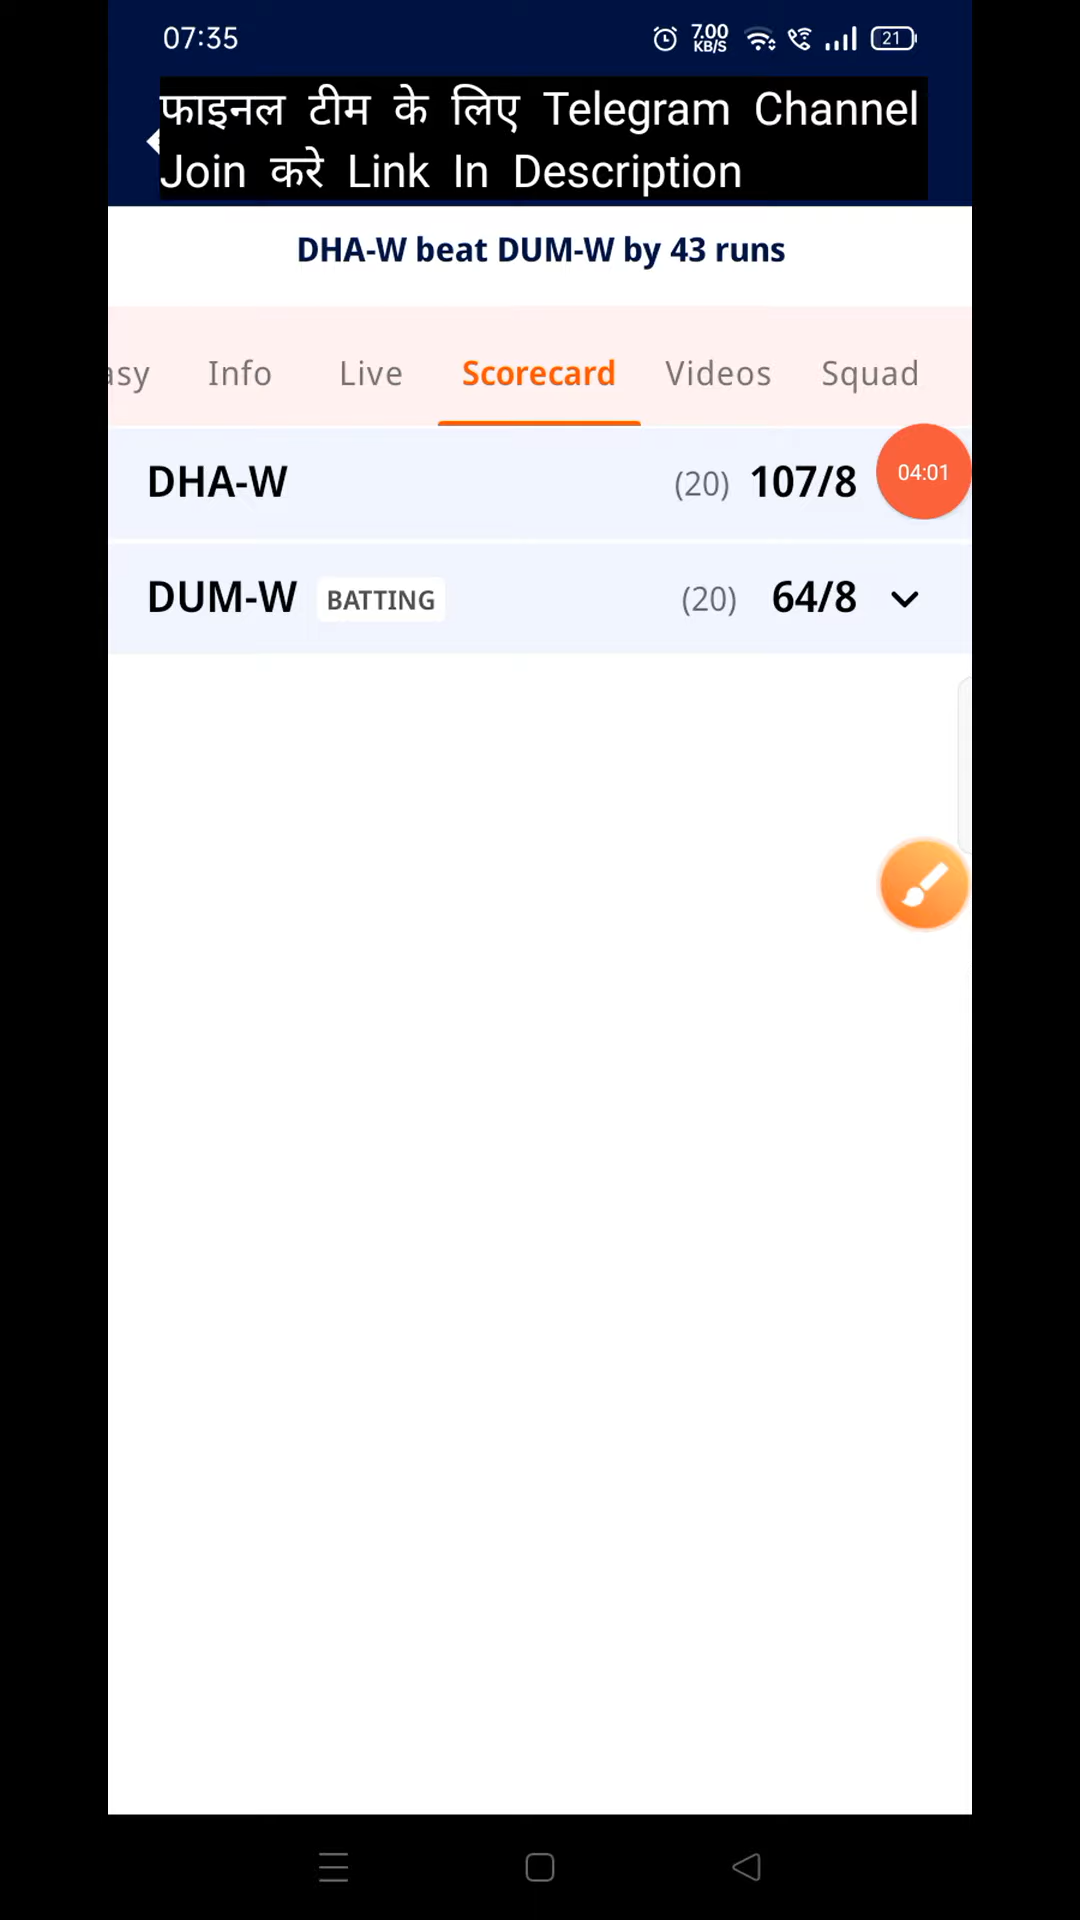 07:35 7.00 KB/S 21
फाइनल टीम के लिए Telegram Channel
Join करे Link In Description
DHA-W beat DUM-W by 43 runs
asy Info Live Scorecard Videos Squad
DHA-W (20) 107/8 04:01
DUM-W BATTING (20) 64/8